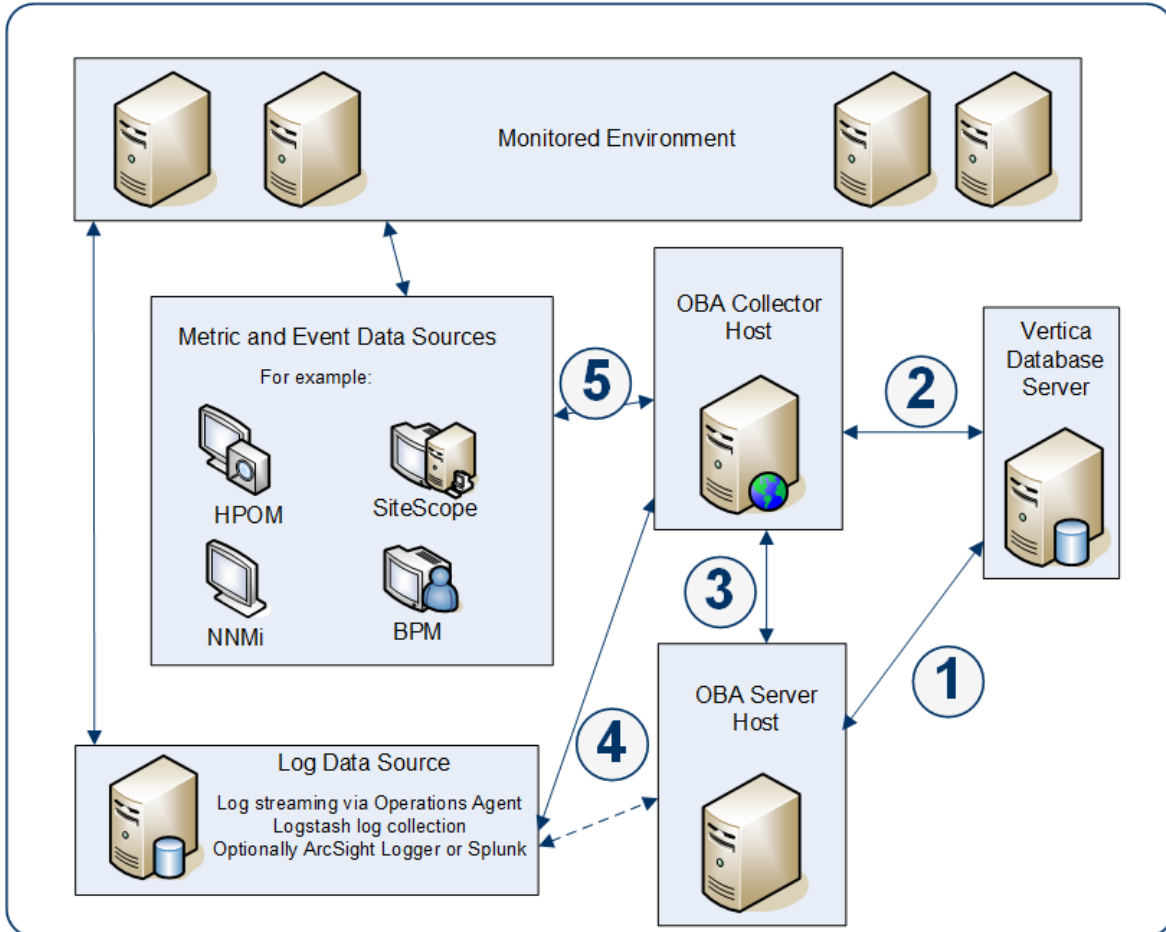 Monitored Environment
Metric and Event Data Sources
For example:
HPOM
SiteScope
NNMi
BPM
5
OBA Collector
Host
2
Vertica
Database
Server
3
1
OBA Server
Host
4
Log Data Source
Log streaming via Operations Agent
Logstash log collection
Optionally ArcSight Logger or Splunk